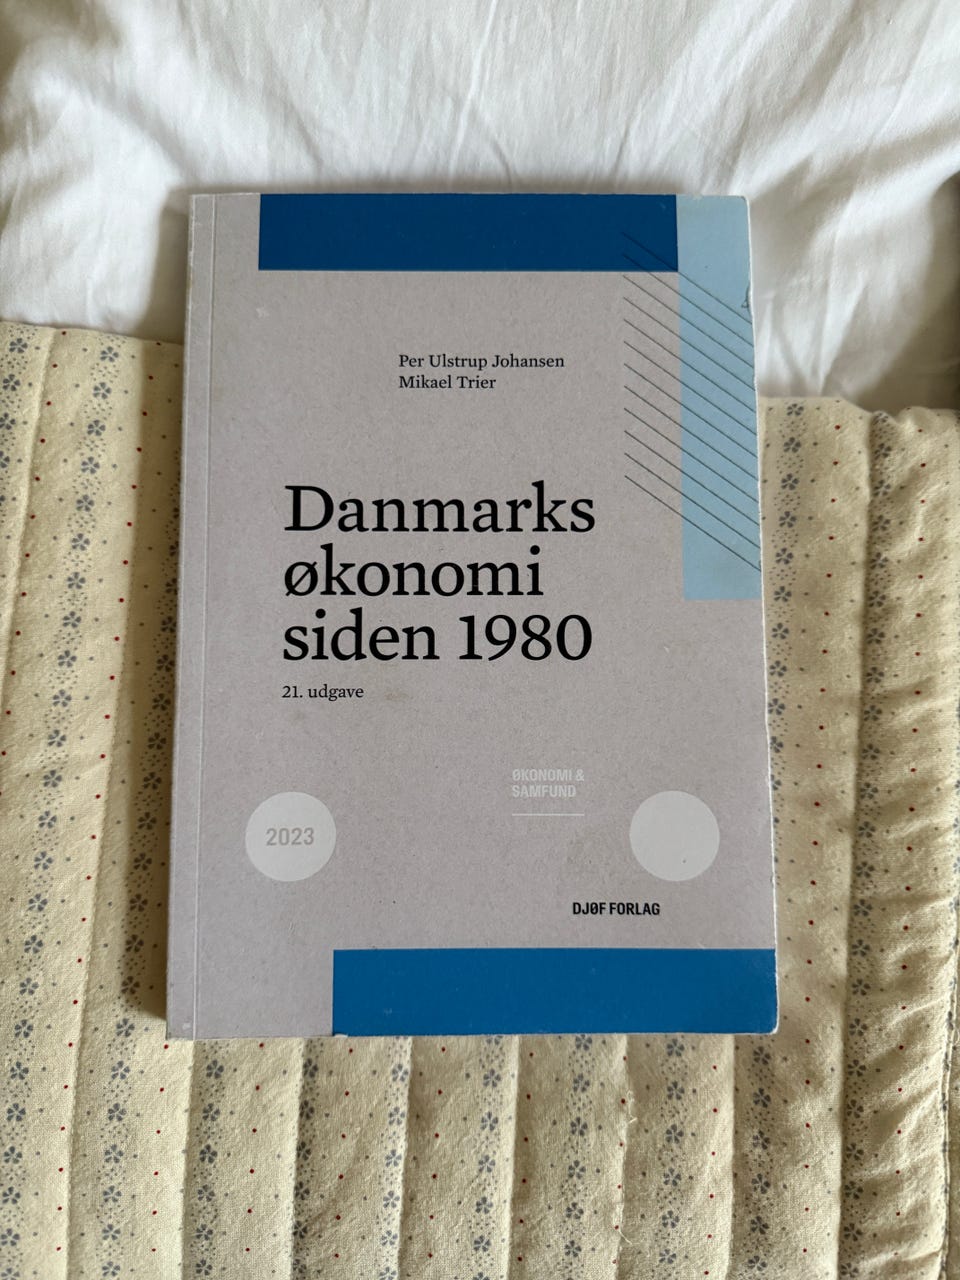 Per Ulstrup Johansen
Mikael Trier
Danmarks
økonomi
siden 1980
21. udgave
ØKONOMI &
SAMFUND
2023
DJØF FORLAG